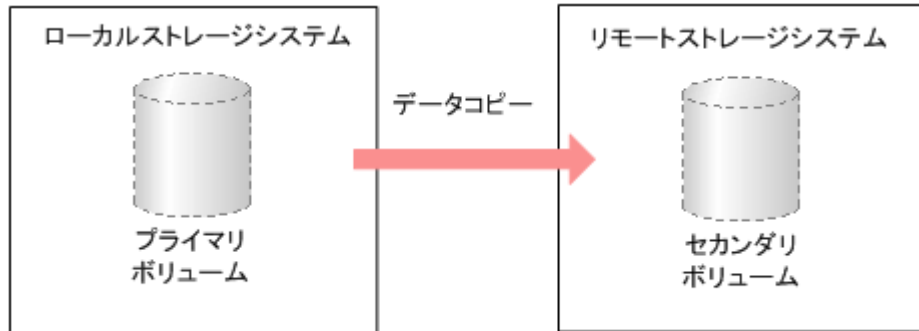 ローカルストレージシステム
プライマリ
ボリューム
データコピー
リモートストレージシステム
セカンダリ
ボリューム